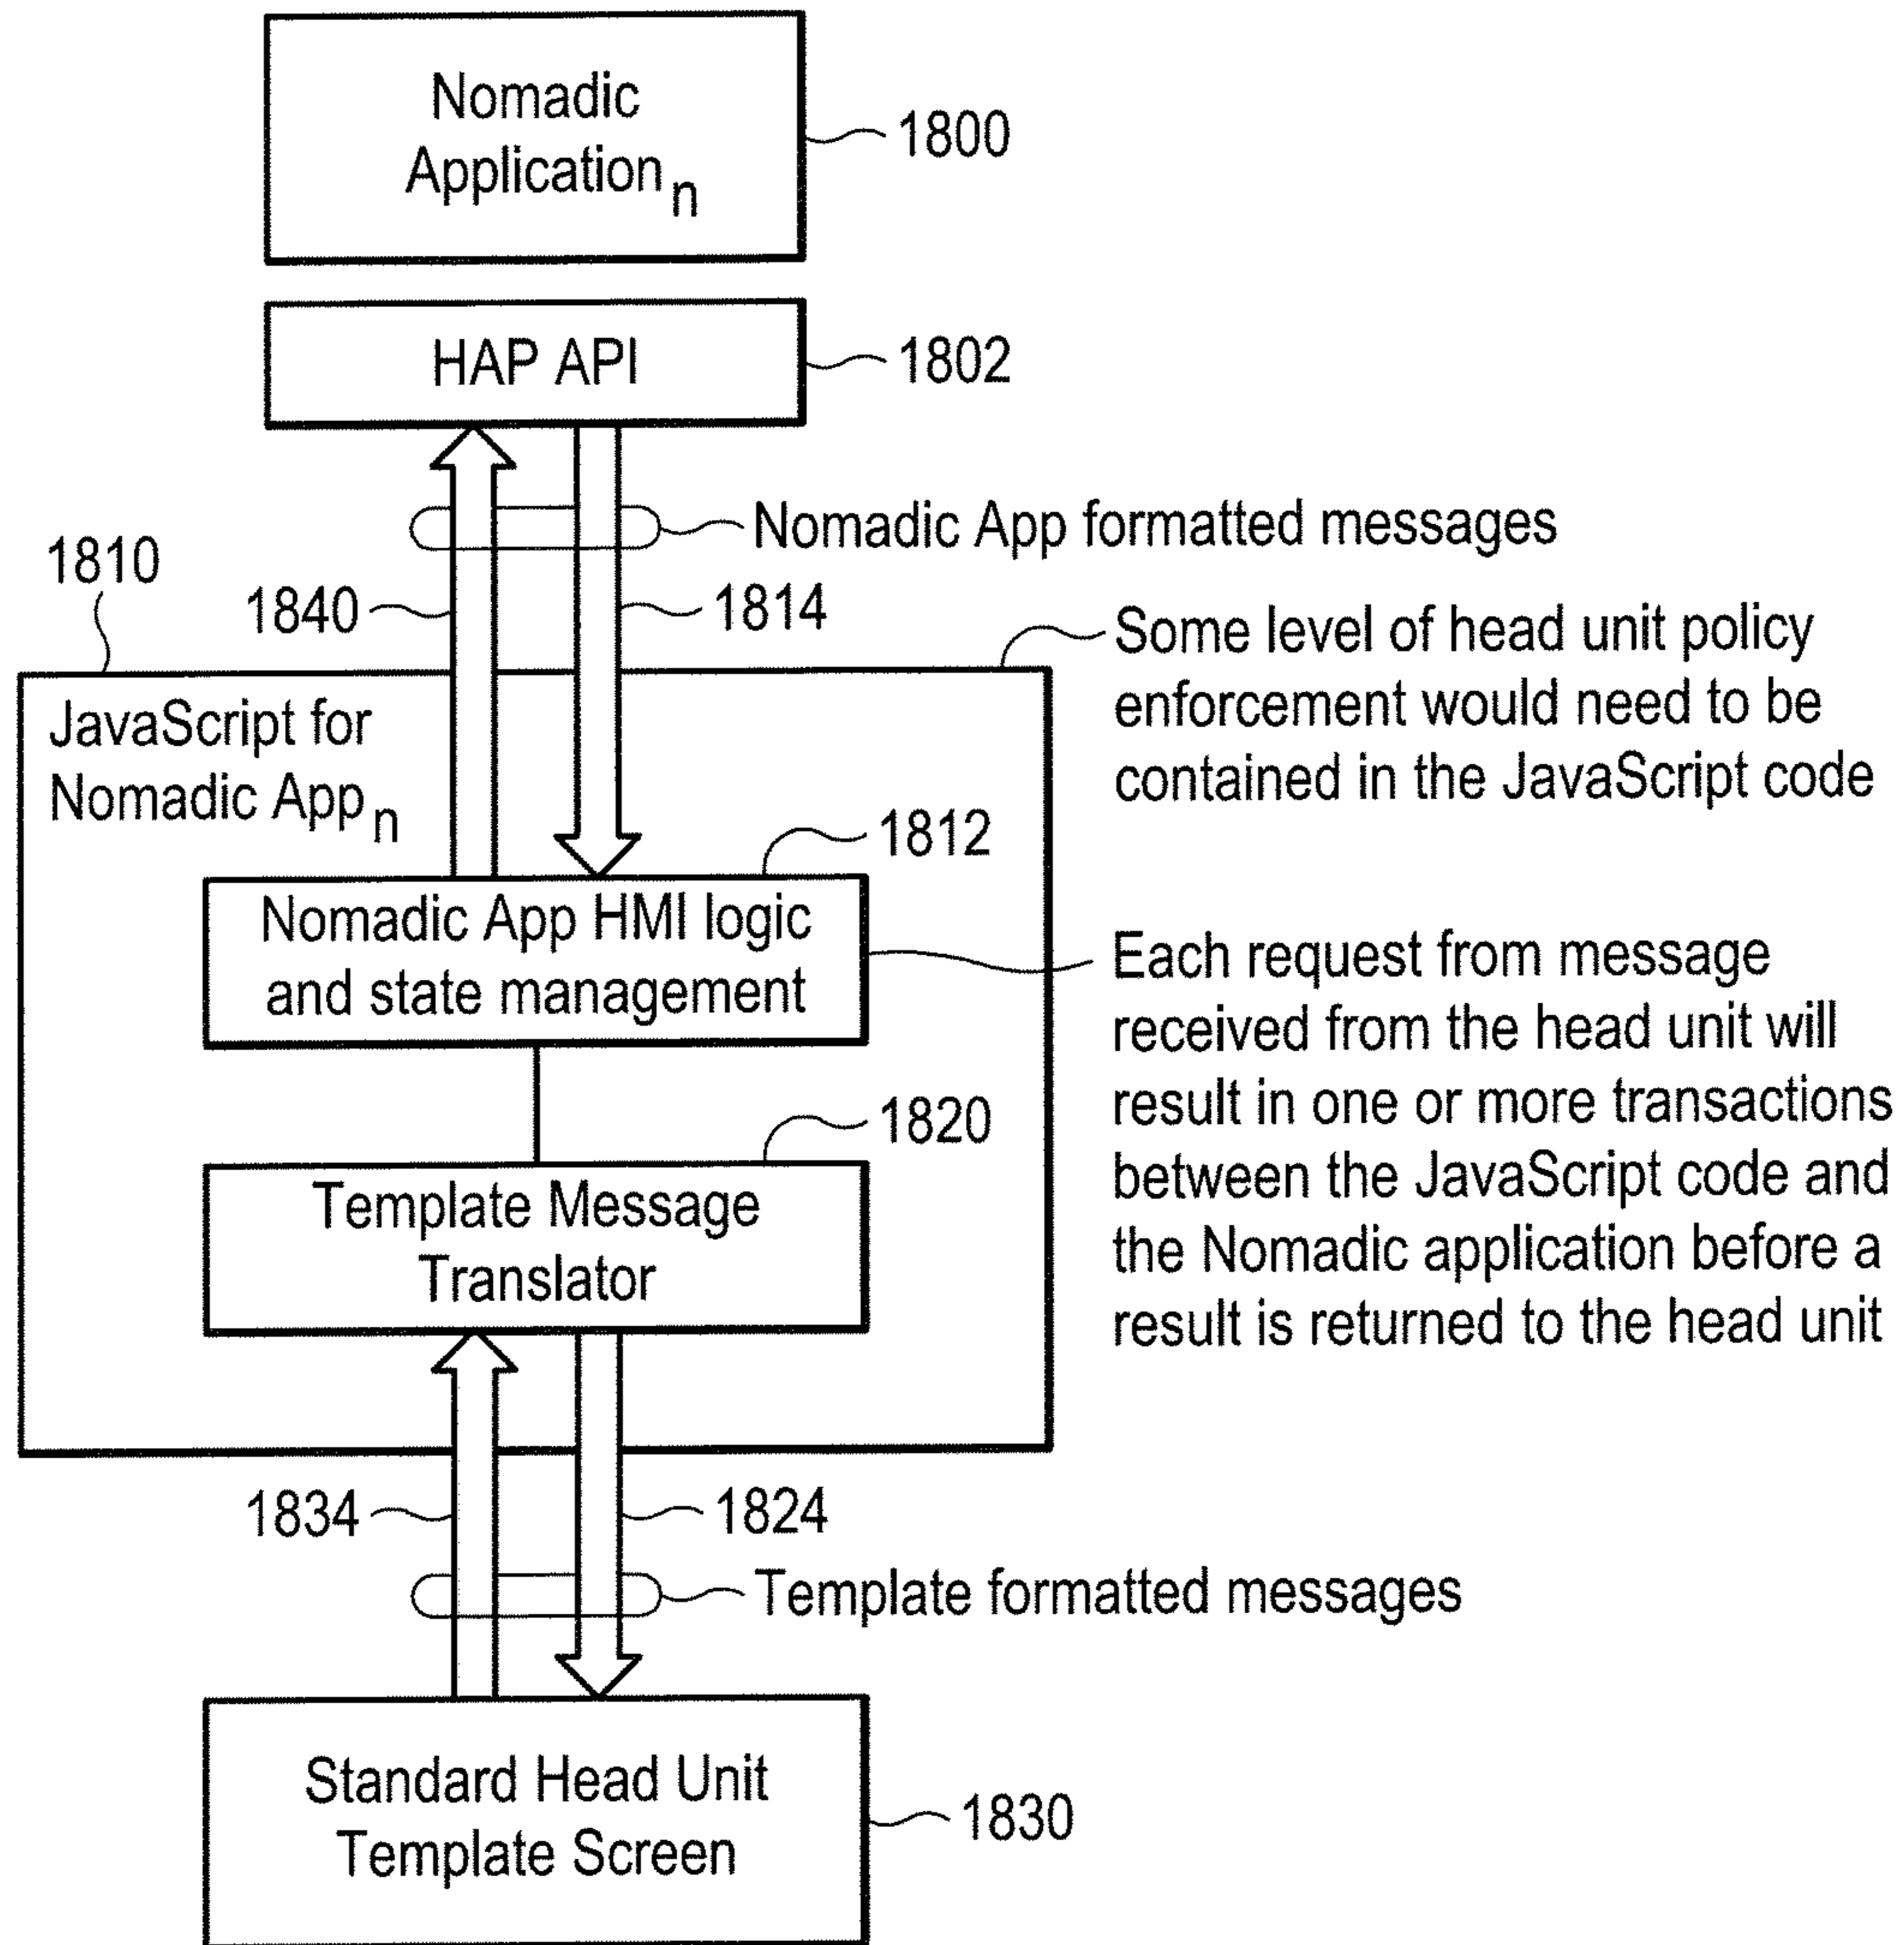 Nomadic
Application n
1800
HAP API
1802
Nomadic App formatted messages
1810
1840
1814
Some level of head unit policy
enforcement would need to be
contained in the JavaScript code
JavaScript for
Nomadic App n
1812
Nomadic App HMI logic
and state management
Each request from message
received from the head unit will
result in one or more transactions
between the JavaScript code and
the Nomadic application before a
result is returned to the head unit
1820
Template Message
Translator
1834
1824
Template formatted messages
Standard Head Unit
Template Screen
1830